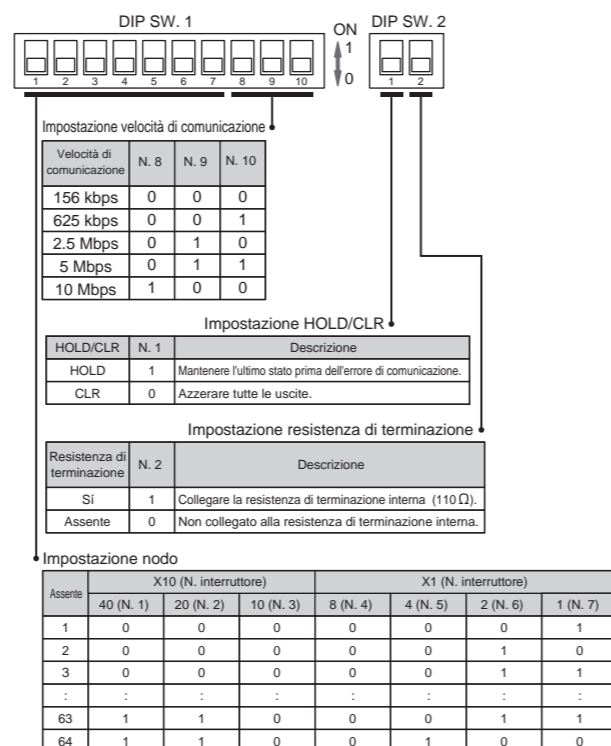 DIP SW. 1
ON
DIP SW. 2
1
0
1 2 3 4 5 6 7 8 9 10
1 2
Impostazione velocità di comunicazione
Velocità di comunicazione N. 8 N. 9 N. 10
156 kbps 0 0 0
625 kbps 0 0 1
2.5 Mbps 0 1 0
5 Mbps 0 1 1
10 Mbps 1 0 0
Impostazione HOLD/CLR
HOLD/CLR N. 1 Descrizione
HOLD 1 Mantenere l'ultimo stato prima dell'errore di comunicazione.
CLR 0 Azzerare tutte le uscite.
Impostazione resistenza di terminazione
Resistenza di terminazione N. 2 Descrizione
Sí 1 Collegare la resistenza di terminazione interna (110 Ω).
Assente 0 Non collegato alla resistenza di terminazione interna.
Impostazione nodo
Assente X10 (N. interruttore) X1 (N. interruttore)
40 (N. 1) 20 (N. 2) 10 (N. 3) 8 (N. 4) 4 (N. 5) 2 (N. 6) 1 (N. 7)
1 0 0 0 0 0 0 1
2 0 0 0 0 0 1 0
3 0 0 0 0 0 1 1
: : : : : : : :
63 1 1 0 0 0 1 1
64 1 1 0 0 1 0 0